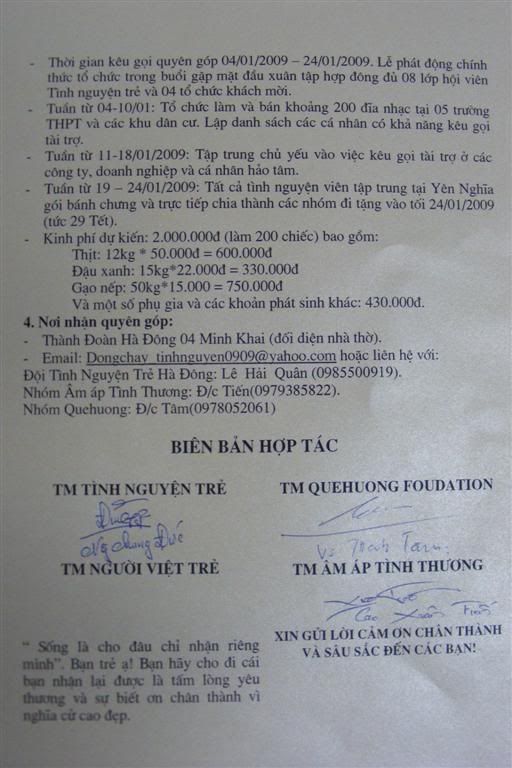 - Thời gian kêu gọi quyên góp 04/01/2009 – 24/01/2009. Lễ phát động chính
thức tổ chức trong buổi gặp mặt đầu xuân tập hợp đông đủ 08 lớp hội viên
Tình nguyện trẻ và 04 tổ chức khách mời.
- Tuần từ 04-10/01: Tổ chức làm và bán khoảng 200 đĩa nhạc tại 05 trường
THPT và các khu dân cư. Lập danh sách các cá nhân có khả năng kêu gọi
tài trợ.
- Tuần từ 11-18/01/2009: Tập trung chủ yếu vào việc kêu gọi tài trợ ở các
công ty, doanh nghiệp và cá nhân hảo tâm.
- Tuần từ 19 – 24/01/2009: Tất cả tình nguyện viên tập trung tại Yên Nghĩa
gói bánh chưng và trực tiếp chia thành các nhóm đi tặng vào tối 24/01/2009
(tức 29 Tết).
- Kinh phí dự kiến: 2.000.000đ (làm 200 chiếc) bao gồm:
Thịt: 12kg * 50.000đ = 600.000đ
Đậu xanh: 15kg*22.000đ = 330.000đ
Gạo nếp: 50kg*15.000 = 750.000đ
Và một số phụ gia và các khoản phát sinh khác: 430.000đ.
4. Nơi nhận quyên góp:
- Thành Đoàn Hà Đông 04 Minh Khai (đối diện nhà thờ).
- Email: Dongchay_tinhnguyen0909@yahoo.com hoặc liên hệ với:
Đội Tình Nguyện Trẻ Hà Đông: Lê Hải Quân (0985500919).
Nhóm Âm áp Tình Thương: Đ/c Tiến(0979385822).
Nhóm Quehuong: Đ/c Tâm(0978052061)
BIÊN BẢN HỢP TÁC
TM TÌNH NGUYỆN TRẺ
TM QUEHUONG FOUDATION
Ng Chung Đức
Vũ Thanh Tâm
TM NGƯỜI VIỆT TRẺ
TM ÂM ÁP TÌNH THƯƠNG
Cao Xuân Tiến
XIN GỬI LỜI CẢM ƠN CHÂN THÀNH
VÀ SÂU SẮC ĐẾN CÁC BẠN!
“ Sống là cho đâu chỉ nhận riêng
mình”. Bạn trẻ ạ! Bạn hãy cho đi cái
bạn nhận lại được là tấm lòng yêu
thương và sự biết ơn chân thành vì
nghĩa cử cao đẹp.